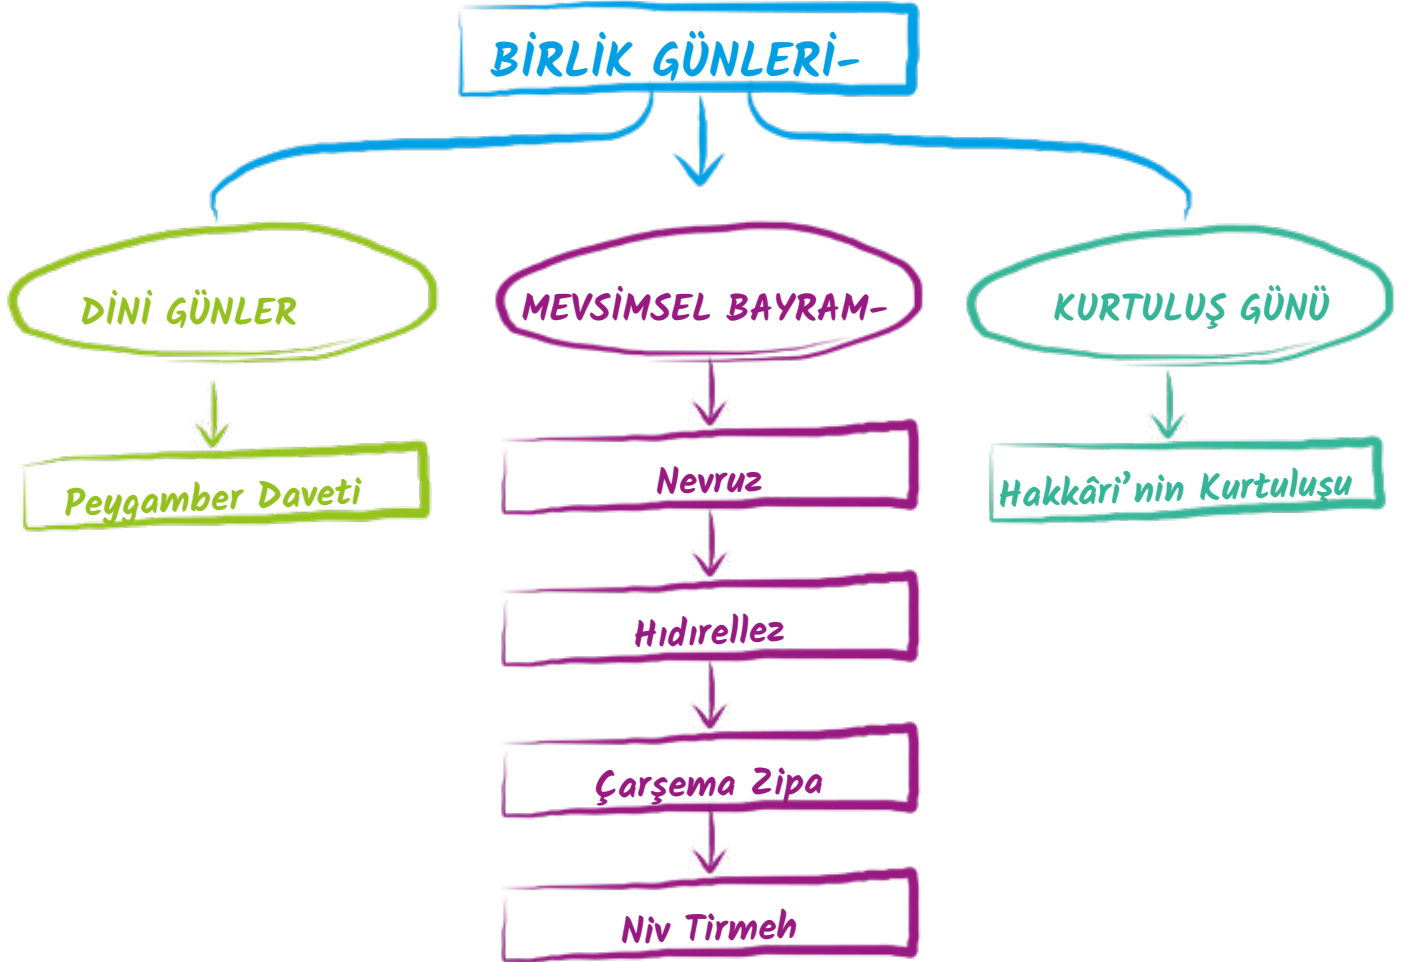 BİRLİK GÜNLERİ-
DİNİ GÜNLER
MEVSİMSEL BAYRAM-
KURTULUŞ GÜNÜ
Peygamber Daveti
Nevruz
Hakkâri’nin Kurtuluşu
Hıdırellez
Çarşema Zipa
Niv Tirmeh